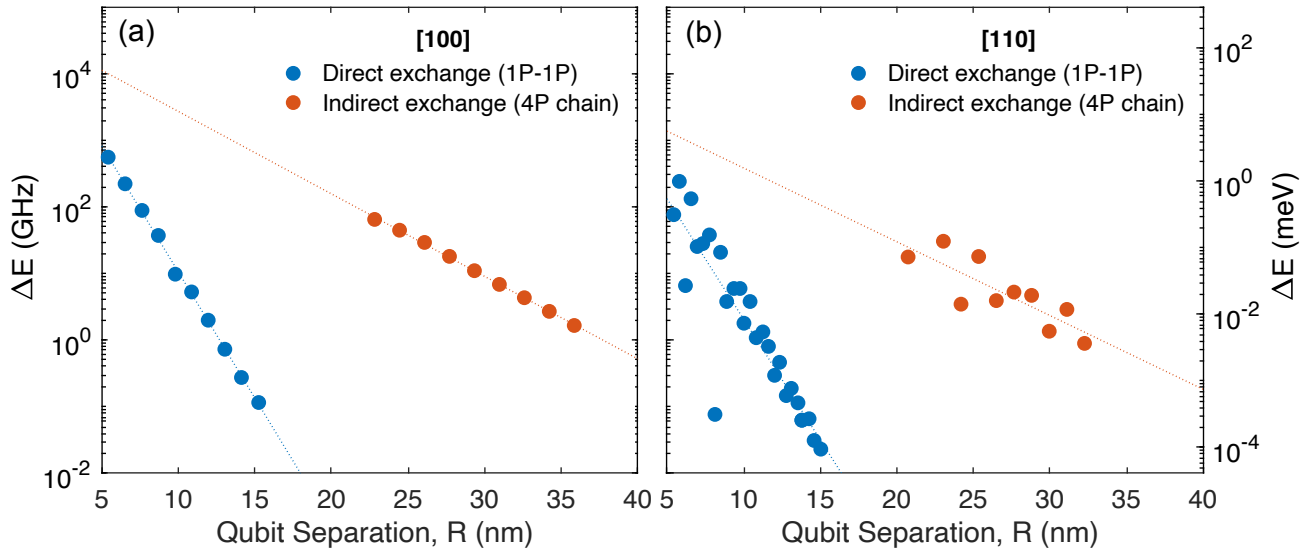 (a)
[100]
Direct exchange (1P-1P)
Indirect exchange (4P chain)
10^4
10^2
10^0
10^-2
ΔE (GHz)
5 10 15 20 25 30 35 40
Qubit Separation, R (nm)
(b)
[110]
Direct exchange (1P-1P)
Indirect exchange (4P chain)
10^2
10^0
10^-2
10^-4
ΔE (meV)
5 10 15 20 25 30 35 40
Qubit Separation, R (nm)